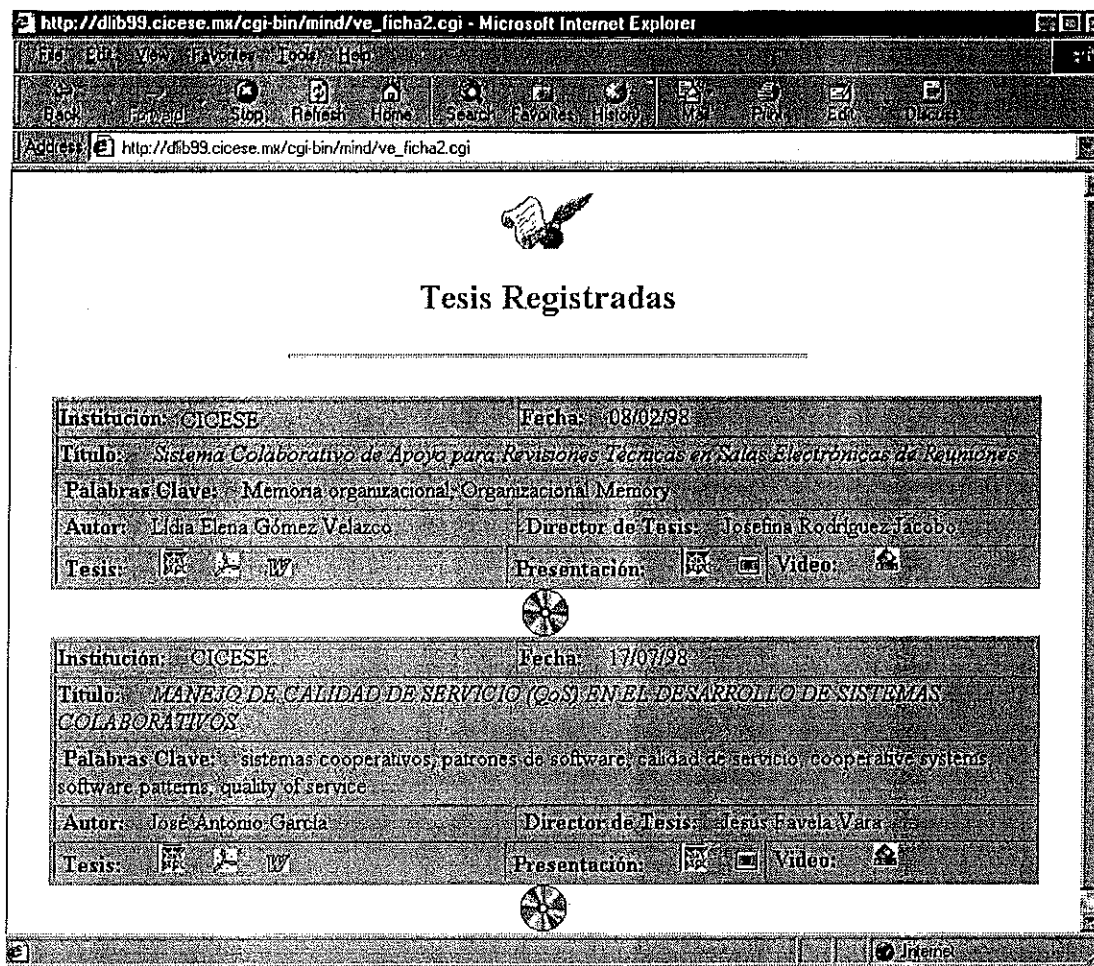 http://dlib99.cicese.mx/cgi-bin/mind/ve_ficha2.cgi - Microsoft Internet Explorer
File Edit View Favorites Tools Help
Back Forward Stop Refresh Home Search Favorites History Mail Print Edit Discuss
Address http://dlib99.cicese.mx/cgi-bin/mind/ve_ficha2.cgi
Tesis Registradas
Institución: CICESE Fecha: 08/02/98
Título: Sistema Colaborativo de Apoyo para Revisiones Técnicas en Salas Electrónicas de Reuniones
Palabras Clave: Memoria organizacional, Organizacional Memory
Autor: Lidia Elena Gómez Velazco Director de Tesis: Josefina Rodríguez Jacobo
Tesis: Presentación: Video:
Institución: CICESE Fecha: 17/07/98
Título: MANEJO DE CALIDAD DE SERVICIO (QoS) EN EL DESARROLLO DE SISTEMAS
COLABORATIVOS
Palabras Clave: sistemas cooperativos, patrones de software, calidad de servicio, cooperative systems,
software patterns, quality of service
Autor: José Antonio García Director de Tesis: Jesús Favela Vara
Tesis: Presentación: Video:
Internet